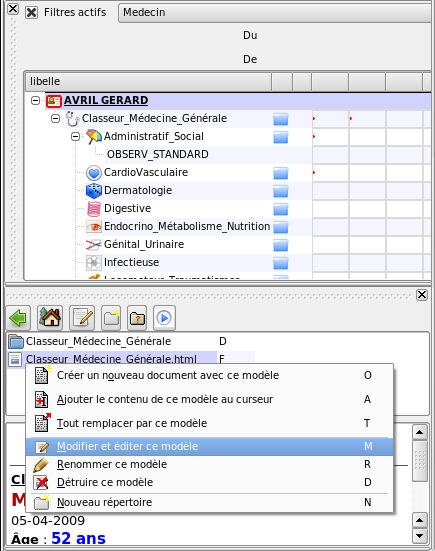 Filtres actifs Medecin
Du
De
libelle
AVRIL GERARD
Classeur_Médecine_Générale
Administratif_Social
OBSERV_STANDARD
CardioVasculaire
Dermatologie
Digestive
Endocrino_Métabolisme_Nutrition
Génital_Urinaire
Infectieuse
Classeur_Médecine_Générale D
Classeur_Médecine_Générale.html F
Créer un nouveau document avec ce modèle O
Ajouter le contenu de ce modèle au curseur A
Tout remplacer par ce modèle T
Modifier et éditer ce modèle M
Renommer ce modèle R
Détruire ce modèle D
Nouveau répertoire N
Cl
M
05-04-2009
Âge : 52 ans